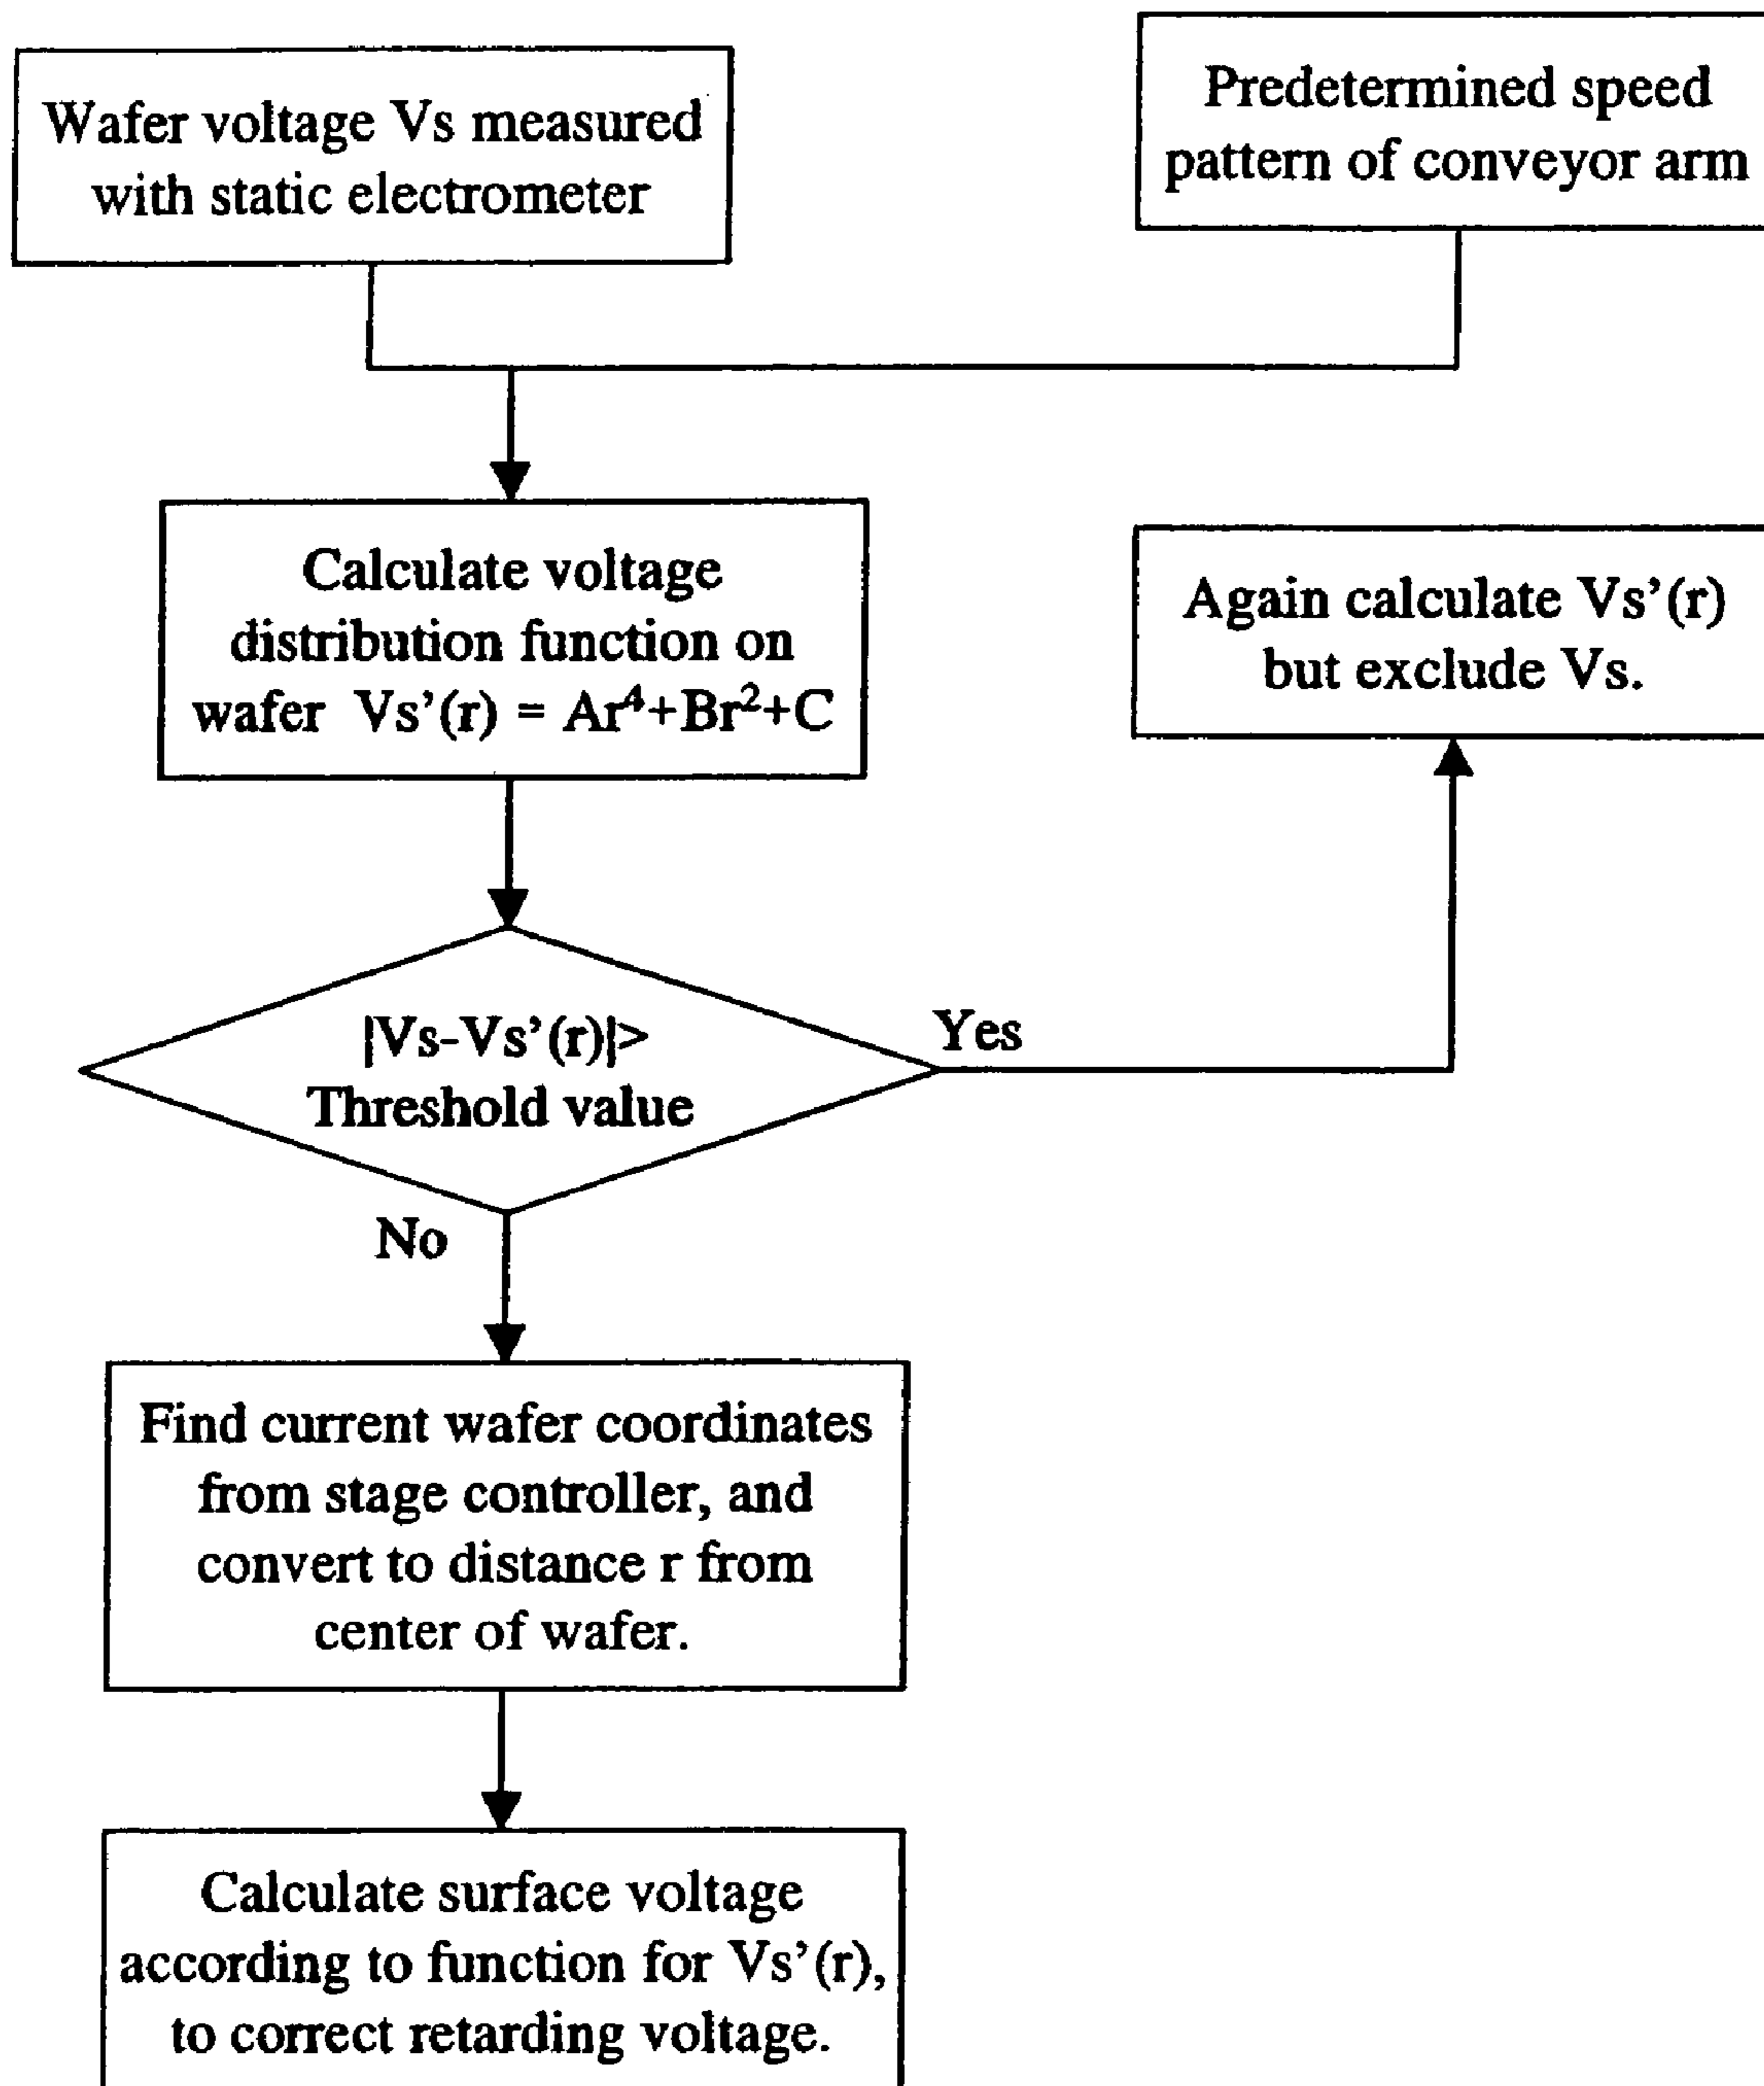 Wafer voltage Vs measured
with static electrometer
Predetermined speed
pattern of conveyor arm
Calculate voltage
distribution function on
wafer Vs’(r) = Ar⁴+Br²+C
Again calculate Vs’(r)
but exclude Vs.
|Vs-Vs’(r)|>
Threshold value
Yes
No
Find current wafer coordinates
from stage controller, and
convert to distance r from
center of wafer.
Calculate surface voltage
according to function for Vs’(r),
to correct retarding voltage.